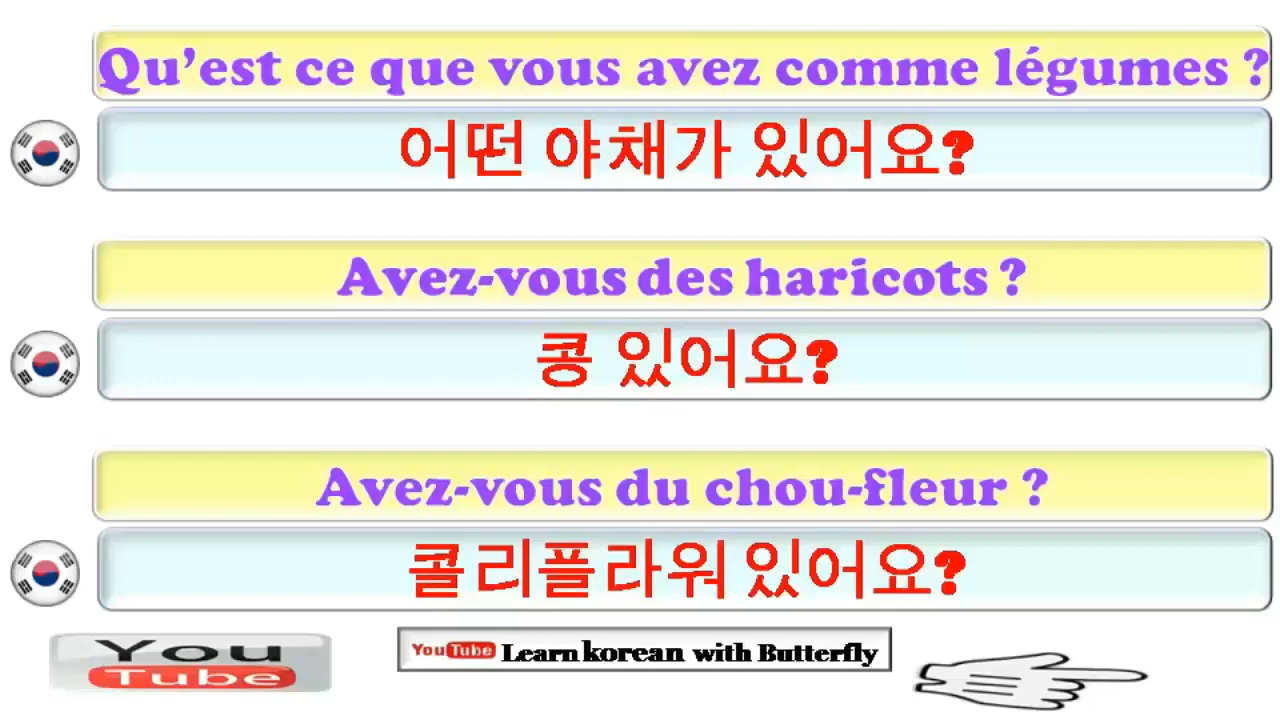 Qu’est ce que vous avez comme légumes ?
어떤 야채가 있어요?
Avez-vous des haricots ?
콩 있어요?
Avez-vous du chou-fleur ?
콜리플라워 있어요?
You
Tube
YouTube Learn korean with Butterfly